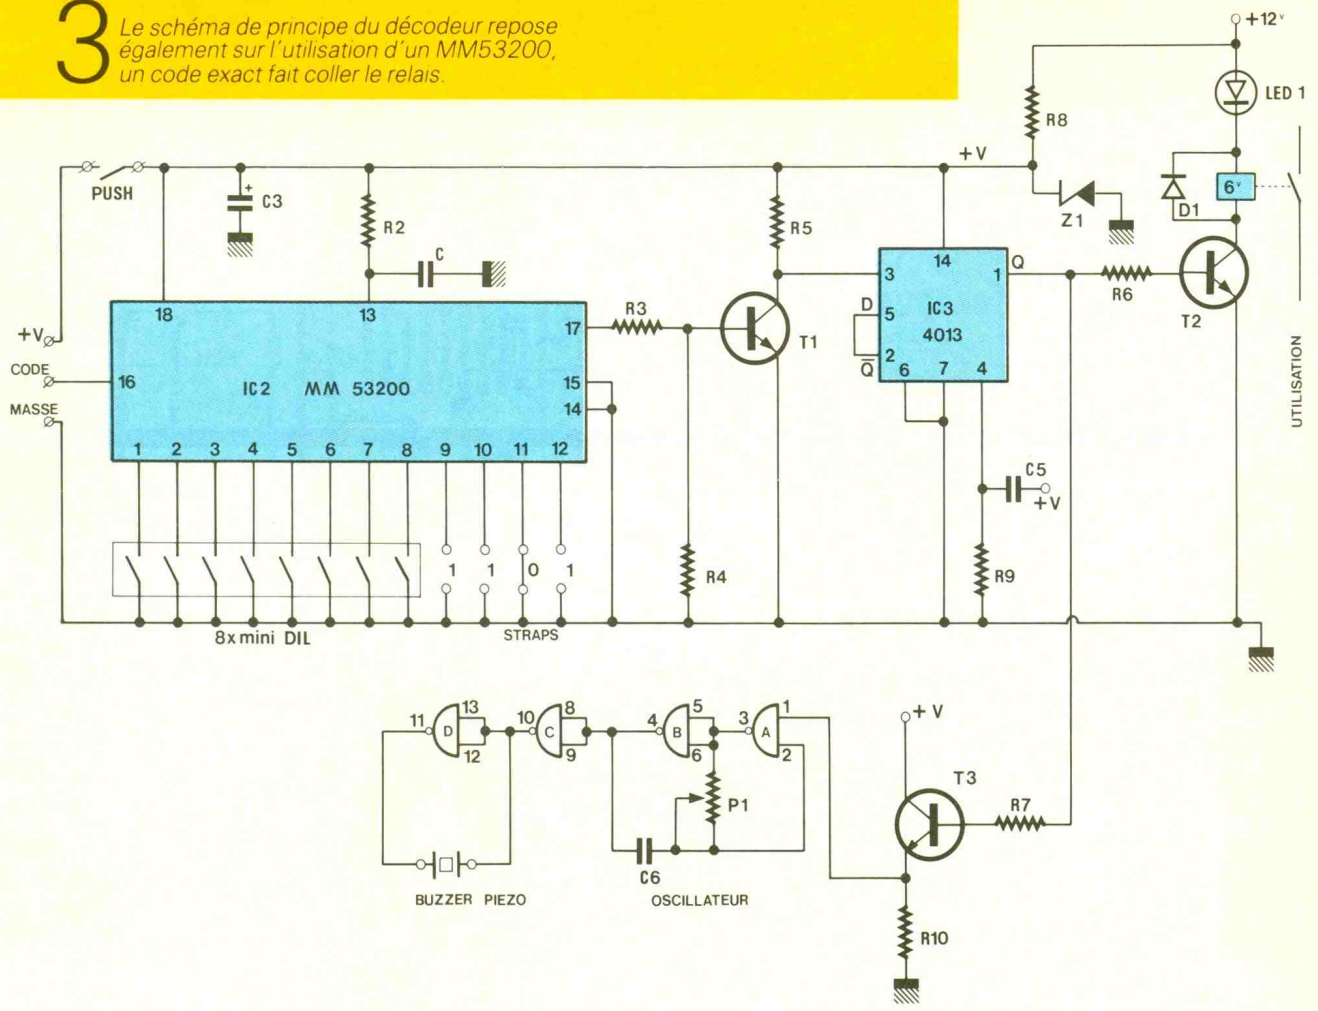 3
Le schéma de principe du décodeur repose
également sur l'utilisation d'un MM53200,
un code exact fait coller le relais.
+12ᵛ
LED 1
R8
+V
PUSH
C3
+
R2
C
R5
Z1
D1
6ᵛ
18
13
17
R3
T1
3
14
1
Q
R6
T2
D
5
IC3
4013
2
Q̅
6
7
4
+V
CODE
16
IC2 MM 53200
15
14
MASSE
1 2 3 4 5 6 7 8 9 10 11 12
UTILISATION
C5
+V
1 1 0 1
R4
R9
8x mini DIL
STRAPS
11
D
13
12
10
C
8
9
4
B
5
6
3
A
1
2
+V
T3
R7
P1
C6
BUZZER PIEZO
OSCILLATEUR
R10